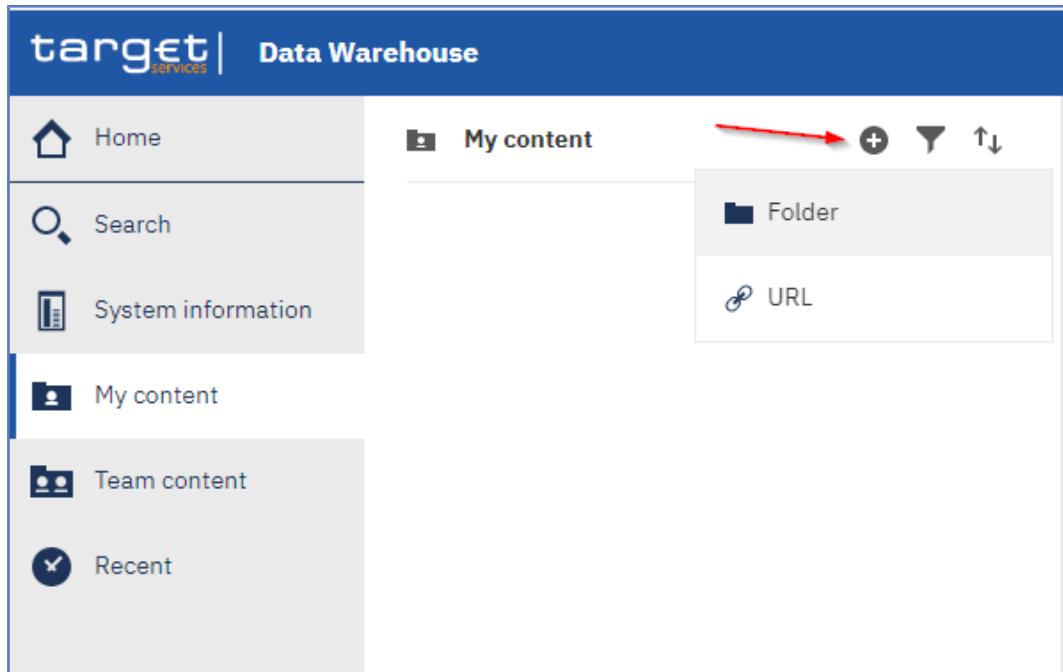 target| Data Warehouse
services
Home
My content
Search
Folder
System information
URL
My content
Team content
Recent